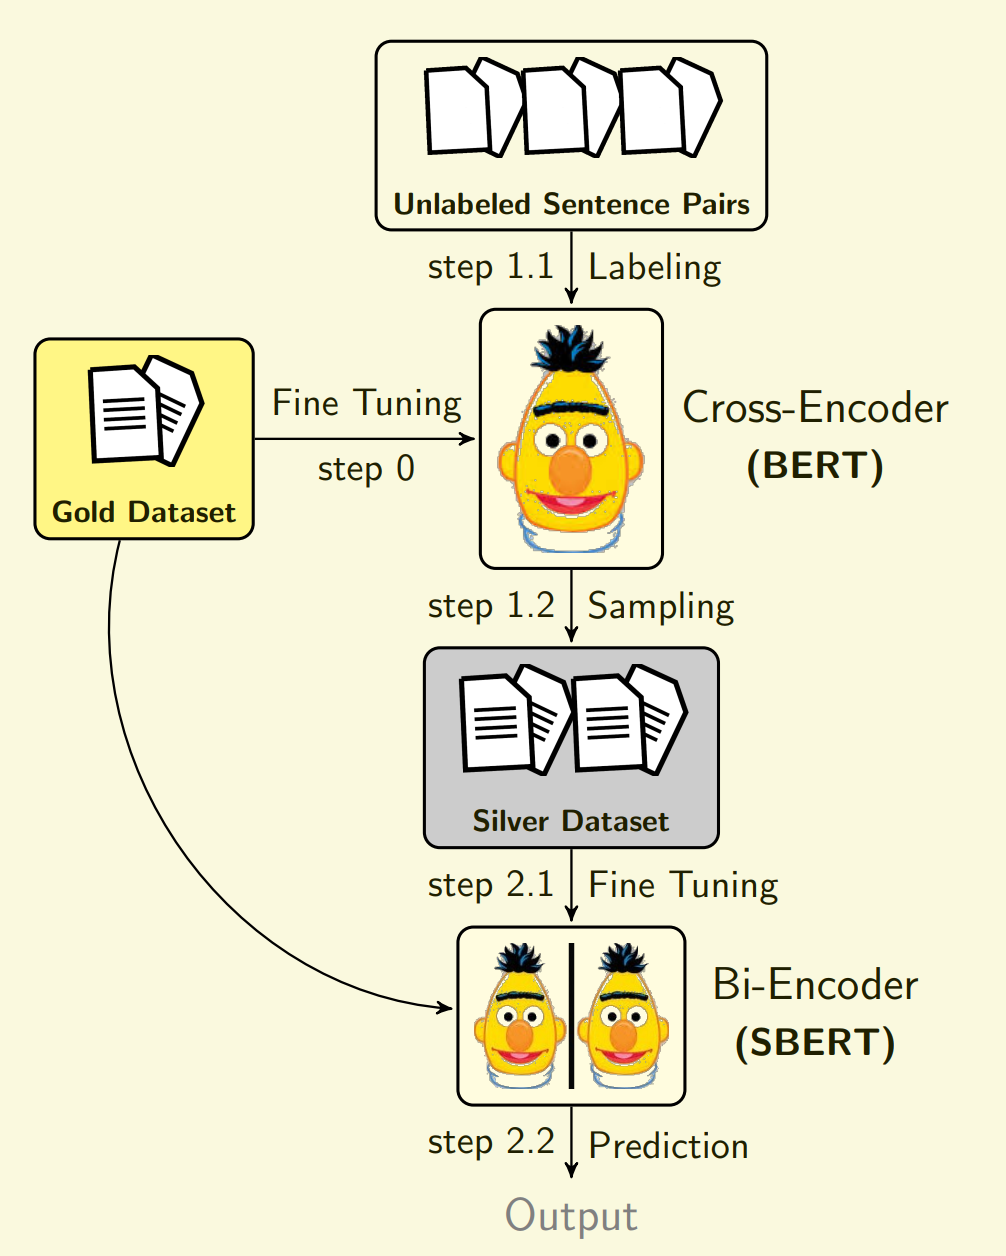 Unlabeled Sentence Pairs
step 1.1 Labeling
Gold Dataset
Fine Tuning
step 0
Cross-Encoder
(BERT)
step 1.2 Sampling
Silver Dataset
step 2.1 Fine Tuning
Bi-Encoder
(SBERT)
step 2.2 Prediction
Output